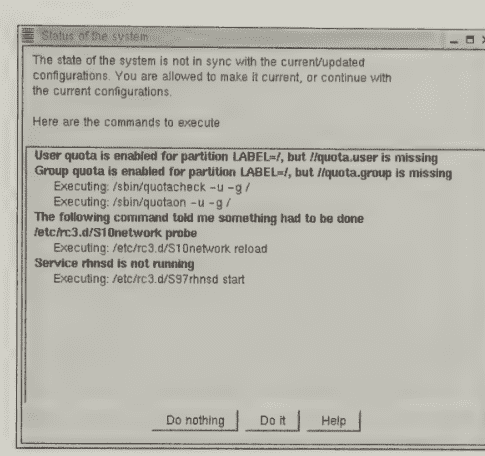 Status of the system
The state of the system is not in sync with the current/updated
configurations. You are allowed to make it current, or continue with
the current configurations.
Here are the commands to execute
User quota is enabled for partition LABEL=/, but //quota.user is missing
Group quota is enabled for partition LABEL=/, but //quota.group is missing
Executing: /sbin/quotacheck -u -g /
Executing: /sbin/quotaon -u -g /
The following command told me something had to be done
/etc/rc3.d/S10network probe
Executing: /etc/rc3.d/S10network reload
Service rhnsd is not running
Executing: /etc/rc3.d/S97rhnsd start
Do nothing Do it Help